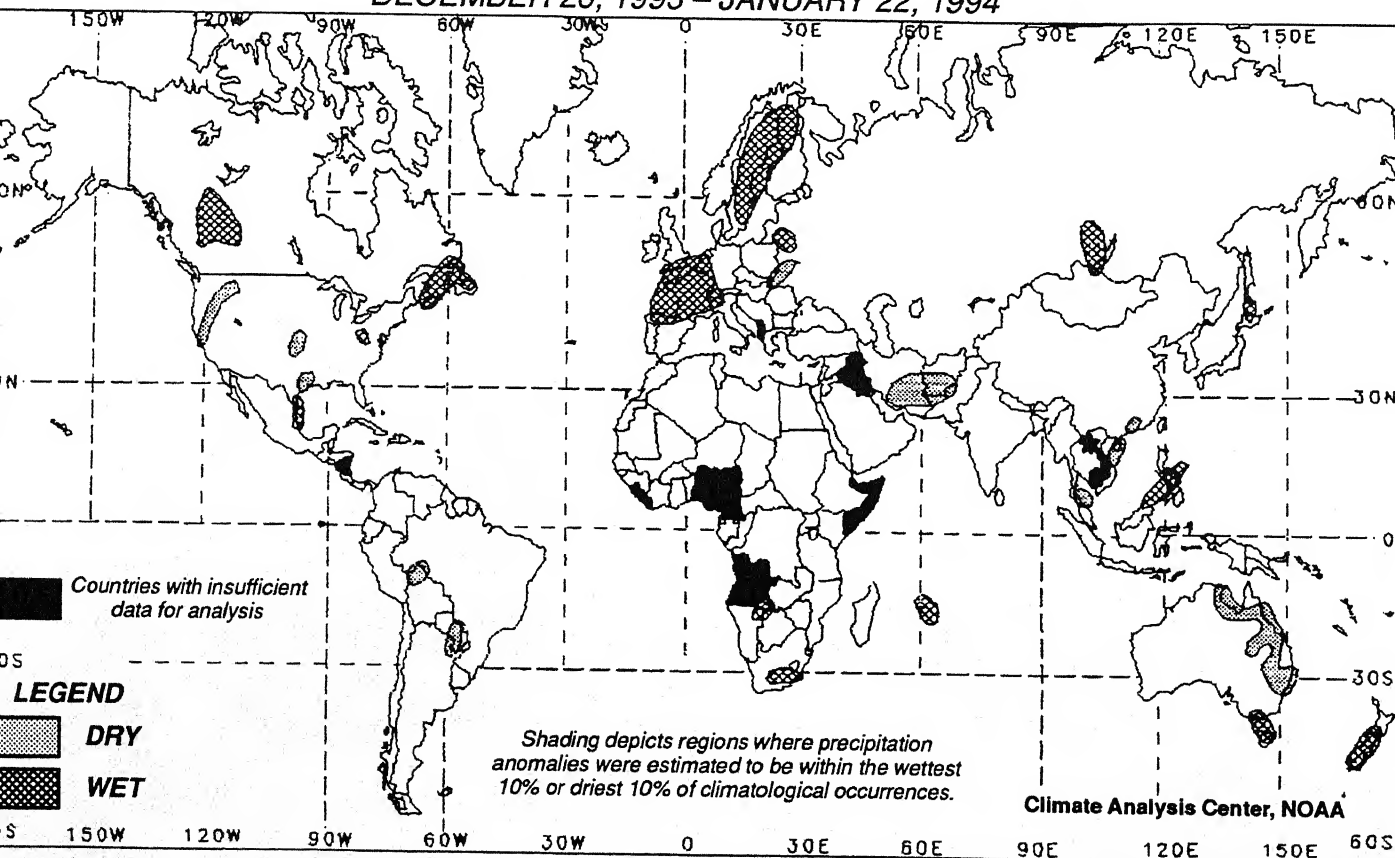 DECEMBER 26, 1993 – JANUARY 22, 1994
150W 120W 90W 60W 30W 0 30E 60E 90E 120E 150E
0N 60N
N 30N
0
Countries with insufficient
data for analysis
0S 30S
LEGEND
DRY
WET
Shading depicts regions where precipitation
anomalies were estimated to be within the wettest
10% or driest 10% of climatological occurrences.
Climate Analysis Center, NOAA
S 150W 120W 90W 60W 30W 0 30E 60E 90E 120E 150E 60S